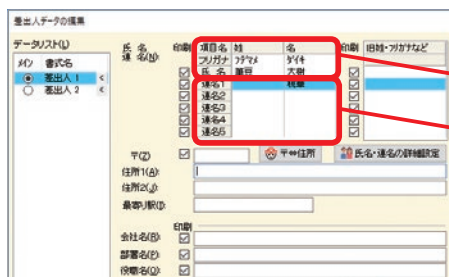 差出人データの編集
データリスト(L)
メイン 書式名
差出人 1 <
差出人 2 <
氏 名 連 名(N):
印刷 項目名 姓 名 印刷 旧姓・フリガナなど
フリガナ フデマメ ダイキ
氏 名 筆豆 大樹
連名1
連名2
連名3
連名4
連名5
〒(Z) 〒⇔住所 氏名・連名の詳細設定
住所1(A):
住所2(J):
最寄り駅(I):
印刷
会社名(R):
部署名(P):
役職名(Q):